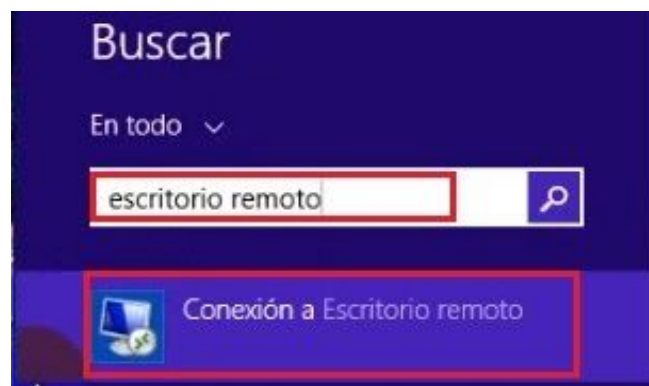 Buscar
En todo
escritorio remoto
Conexión a Escritorio remoto